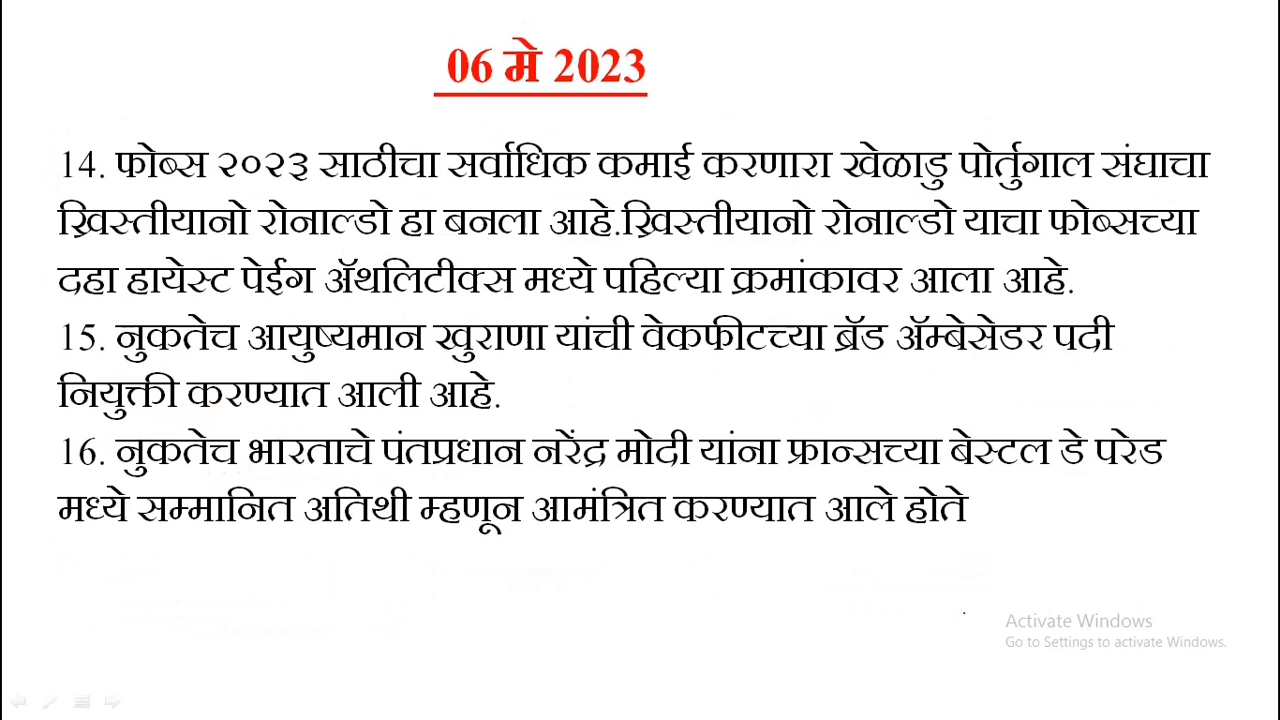 06 मे 2023
14. फोब्स २०२३ साठीचा सर्वाधिक कमाई करणारा खेळाडु पोर्तुगाल संघाचा
ख्रिस्तीयानो रोनाल्डो हा बनला आहे.ख्रिस्तीयानो रोनाल्डो याचा फोब्सच्या
दहा हायेस्ट पेईग ॲथलिटीक्स मध्ये पहिल्या क्रमांकावर आला आहे.
15. नुकतेच आयुष्यमान खुराणा यांची वेकफीटच्या ब्रॅड ॲम्बेसेडर पदी
नियुक्ती करण्यात आली आहे.
16. नुकतेच भारताचे पंतप्रधान नरेंद्र मोदी यांना फ्रान्सच्या बेस्टल डे परेड
मध्ये सम्मानित अतिथी म्हणून आमंत्रित करण्यात आले होते
Activate Windows
Go to Settings to activate Windows.